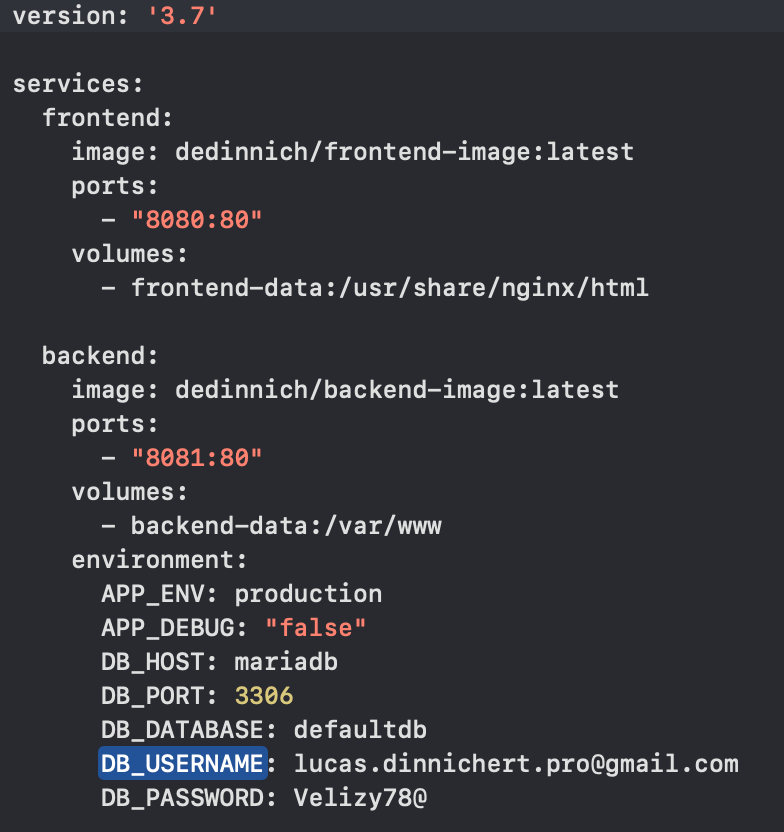 version: '3.7'
services:
frontend:
image: dedinnich/frontend-image:latest
ports:
- "8080:80"
volumes:
- frontend-data:/usr/share/nginx/html
backend:
image: dedinnich/backend-image:latest
ports:
- "8081:80"
volumes:
- backend-data:/var/www
environment:
APP_ENV: production
APP_DEBUG: "false"
DB_HOST: mariadb
DB_PORT: 3306
DB_DATABASE: defaultdb
DB_USERNAME: lucas.dinnichert.pro@gmail.com
DB_PASSWORD: Velizy78@